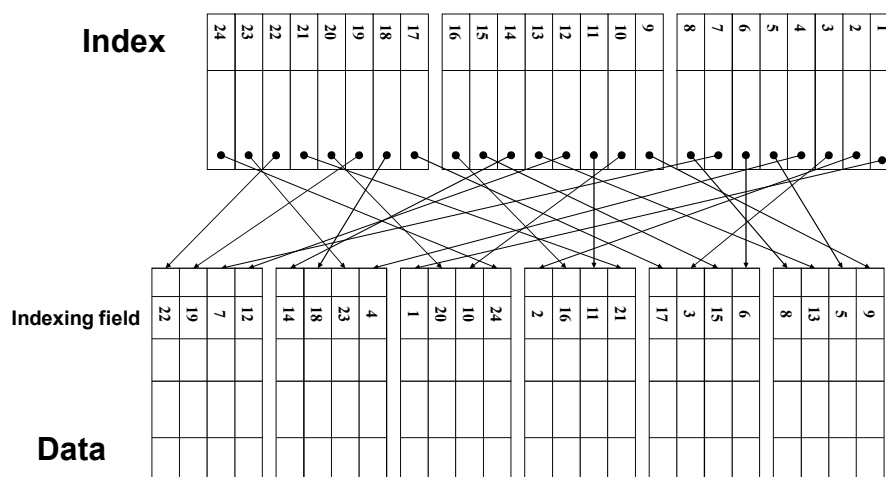 Index
24 23 22 21 20 19 18 17 16 15 14 13 12 11 10 9 8 7 6 5 4 3 2 1
Indexing field
22 19 7 12 14 18 23 4 1 20 10 24 2 16 11 21 17 3 15 6 8 13 5 9
Data